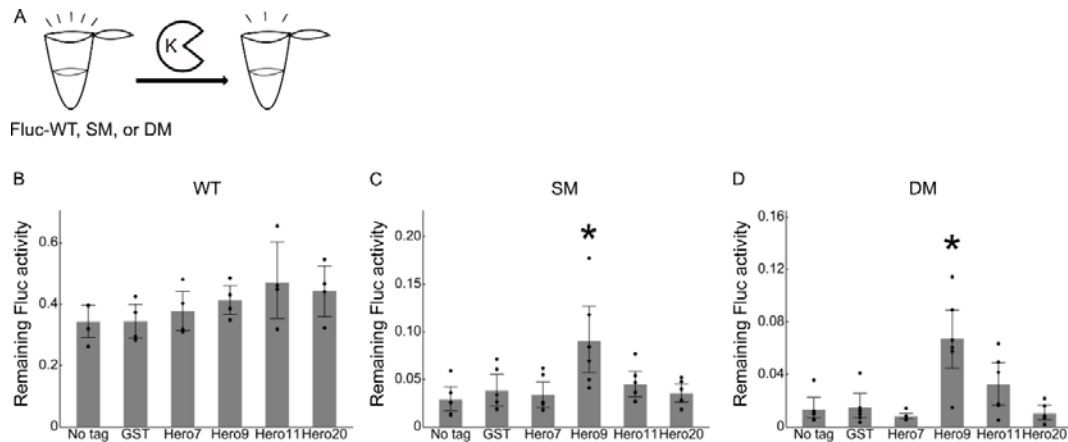 A
K
Fluc-WT, SM, or DM
B
WT
Remaining Fluc activity
0.6
0.4
0.2
0
No tag GST Hero7 Hero9 Hero11 Hero20
C
SM
*
Remaining Fluc activity
0.20
0.15
0.10
0.05
0
No tag GST Hero7 Hero9 Hero11 Hero20
D
DM
*
Remaining Fluc activity
0.16
0.12
0.08
0.04
0
No tag GST Hero7 Hero9 Hero11 Hero20